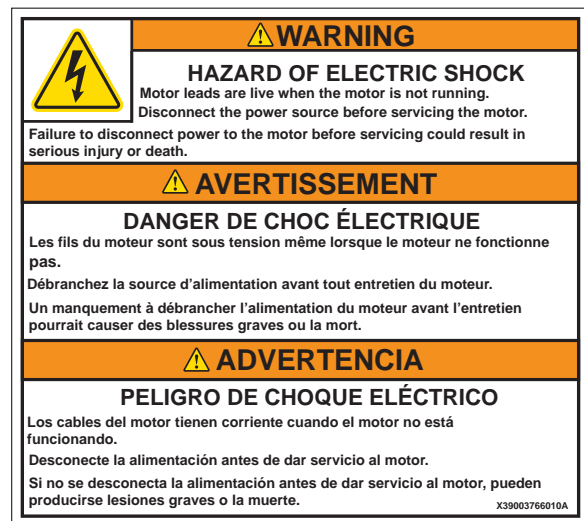 WARNING
HAZARD OF ELECTRIC SHOCK
Motor leads are live when the motor is not running.
Disconnect the power source before servicing the motor.
Failure to disconnect power to the motor before servicing could result in
serious injury or death.
AVERTISSEMENT
DANGER DE CHOC ÉLECTRIQUE
Les fils du moteur sont sous tension même lorsque le moteur ne fonctionne
pas.
Débranchez la source d’alimentation avant tout entretien du moteur.
Un manquement à débrancher l’alimentation du moteur avant l’entretien
pourrait causer des blessures graves ou la mort.
ADVERTENCIA
PELIGRO DE CHOQUE ELÉCTRICO
Los cables del motor tienen corriente cuando el motor no está
funcionando.
Desconecte la alimentación antes de dar servicio al motor.
Si no se desconecta la alimentación antes de dar servicio al motor, pueden
producirse lesiones graves o la muerte.
X39003766010A